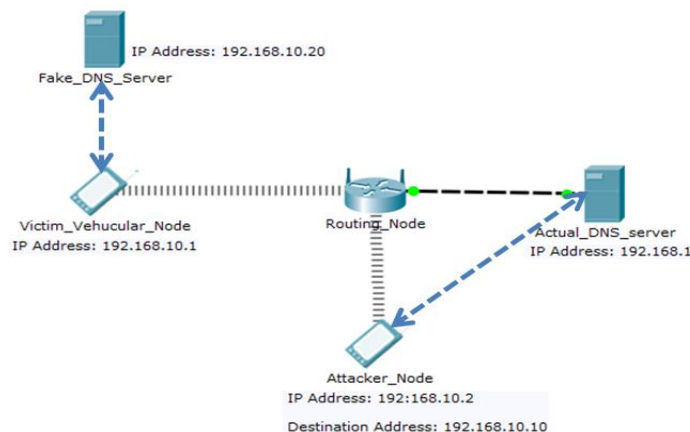 IP Address: 192.168.10.20
Fake_DNS_Server
Victim_Vehucular_Node
IP Address: 192.168.10.1
Routing_Node
Actual_DNS_server
IP Address: 192.168.1
Attacker_Node
IP Address: 192:168.10.2
Destination Address: 192.168.10.10